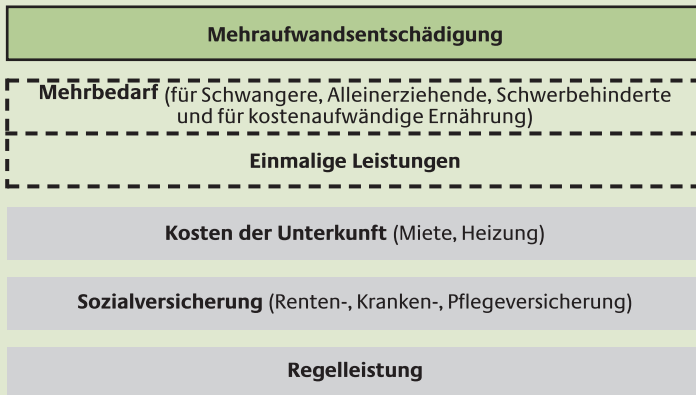 Mehraufwandsentschädigung
Mehrbedarf (für Schwangere, Alleinerziehende, Schwerbehinderte
und für kostenaufwändige Ernährung)
Einmalige Leistungen
Kosten der Unterkunft (Miete, Heizung)
Sozialversicherung (Renten-, Kranken-, Pflegeversicherung)
Regelleistung